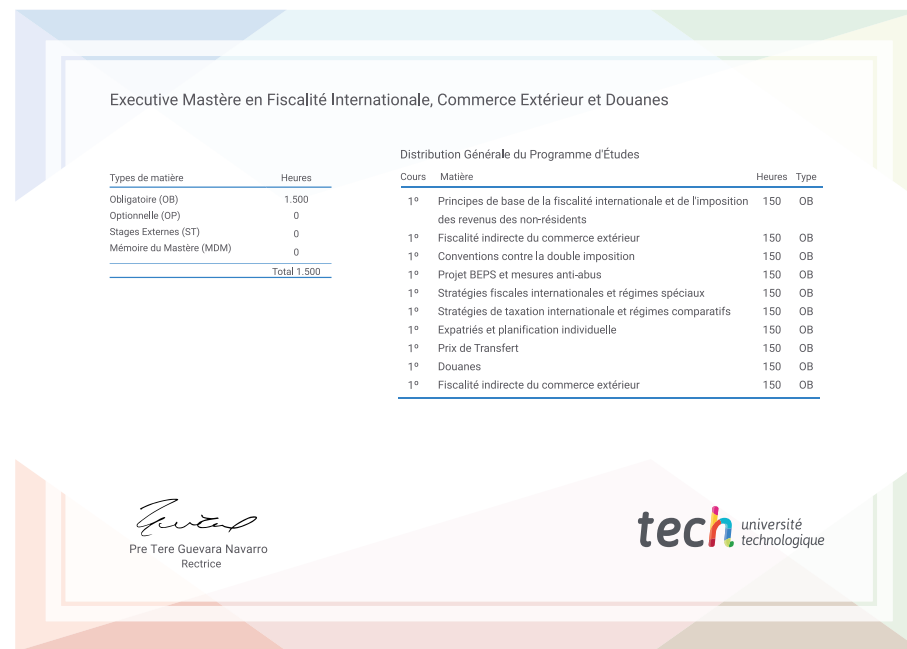 Executive Mastère en Fiscalité Internationale, Commerce Extérieur et Douanes
Types de matière Heures
Obligatoire (OB) 1.500
Optionnelle (OP) 0
Stages Externes (ST) 0
Mémoire du Mastère (MDM) 0
Total 1.500
Distribution Générale du Programme d'Études
Cours Matière Heures Type
1º Principes de base de la fiscalité internationale et de l'imposition 150 OB
des revenus des non-résidents
1º Fiscalité indirecte du commerce extérieur 150 OB
1º Conventions contre la double imposition 150 OB
1º Projet BEPS et mesures anti-abus 150 OB
1º Stratégies fiscales internationales et régimes spéciaux 150 OB
1º Stratégies de taxation internationale et régimes comparatifs 150 OB
1º Expatriés et planification individuelle 150 OB
1º Prix de Transfert 150 OB
1º Douanes 150 OB
1º Fiscalité indirecte du commerce extérieur 150 OB
Pre Tere Guevara Navarro
Rectrice
tech université
technologique